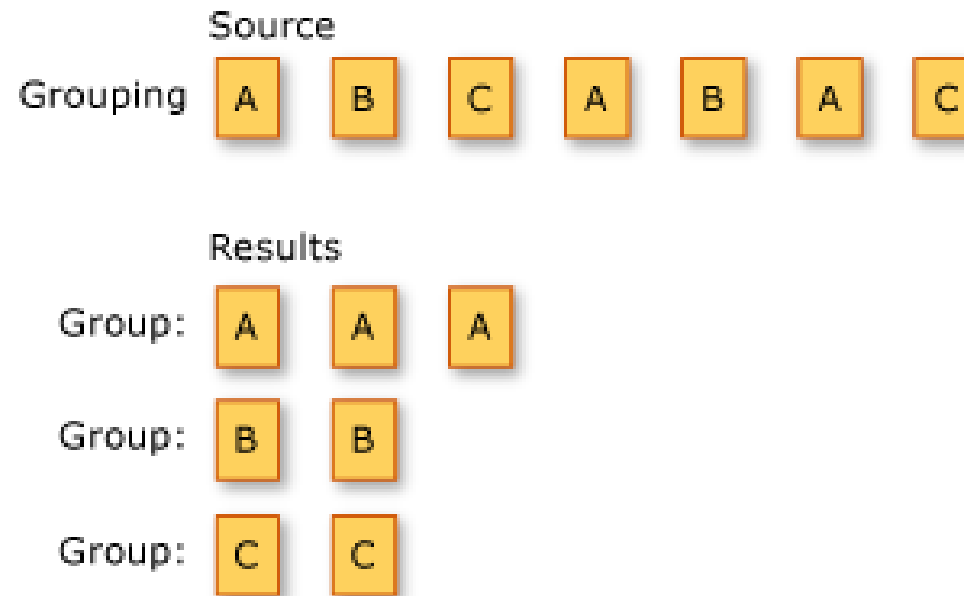 Source
Grouping A B C A B A C
Results
Group: A A A
Group: B B
Group: C C